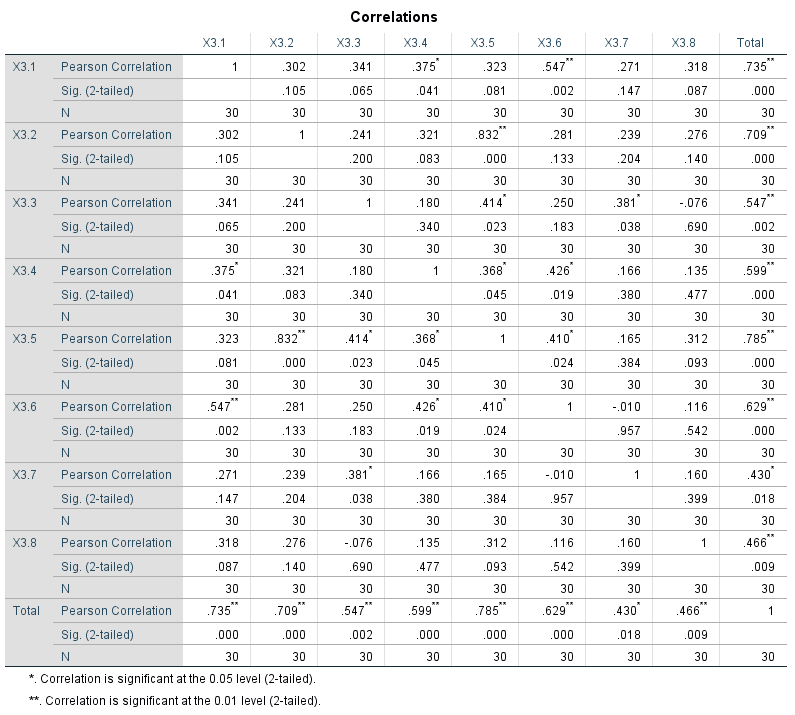 Correlations
X3.1 X3.2 X3.3 X3.4 X3.5 X3.6 X3.7 X3.8 Total
X3.1 Pearson Correlation 1 .302 .341 .375* .323 .547** .271 .318 .735**
Sig. (2-tailed) .105 .065 .041 .081 .002 .147 .087 .000
N 30 30 30 30 30 30 30 30 30
X3.2 Pearson Correlation .302 1 .241 .321 .832** .281 .239 .276 .709**
Sig. (2-tailed) .105 .200 .083 .000 .133 .204 .140 .000
N 30 30 30 30 30 30 30 30 30
X3.3 Pearson Correlation .341 .241 1 .180 .414* .250 .381* -.076 .547**
Sig. (2-tailed) .065 .200 .340 .023 .183 .038 .690 .002
N 30 30 30 30 30 30 30 30 30
X3.4 Pearson Correlation .375* .321 .180 1 .368* .426* .166 .135 .599**
Sig. (2-tailed) .041 .083 .340 .045 .019 .380 .477 .000
N 30 30 30 30 30 30 30 30 30
X3.5 Pearson Correlation .323 .832** .414* .368* 1 .410* .165 .312 .785**
Sig. (2-tailed) .081 .000 .023 .045 .024 .384 .093 .000
N 30 30 30 30 30 30 30 30 30
X3.6 Pearson Correlation .547** .281 .250 .426* .410* 1 -.010 .116 .629**
Sig. (2-tailed) .002 .133 .183 .019 .024 .957 .542 .000
N 30 30 30 30 30 30 30 30 30
X3.7 Pearson Correlation .271 .239 .381* .166 .165 -.010 1 .160 .430*
Sig. (2-tailed) .147 .204 .038 .380 .384 .957 .399 .018
N 30 30 30 30 30 30 30 30 30
X3.8 Pearson Correlation .318 .276 -.076 .135 .312 .116 .160 1 .466**
Sig. (2-tailed) .087 .140 .690 .477 .093 .542 .399 .009
N 30 30 30 30 30 30 30 30 30
Total Pearson Correlation .735** .709** .547** .599** .785** .629** .430* .466** 1
Sig. (2-tailed) .000 .000 .002 .000 .000 .000 .018 .009
N 30 30 30 30 30 30 30 30 30
*. Correlation is significant at the 0.05 level (2-tailed).
**. Correlation is significant at the 0.01 level (2-tailed).